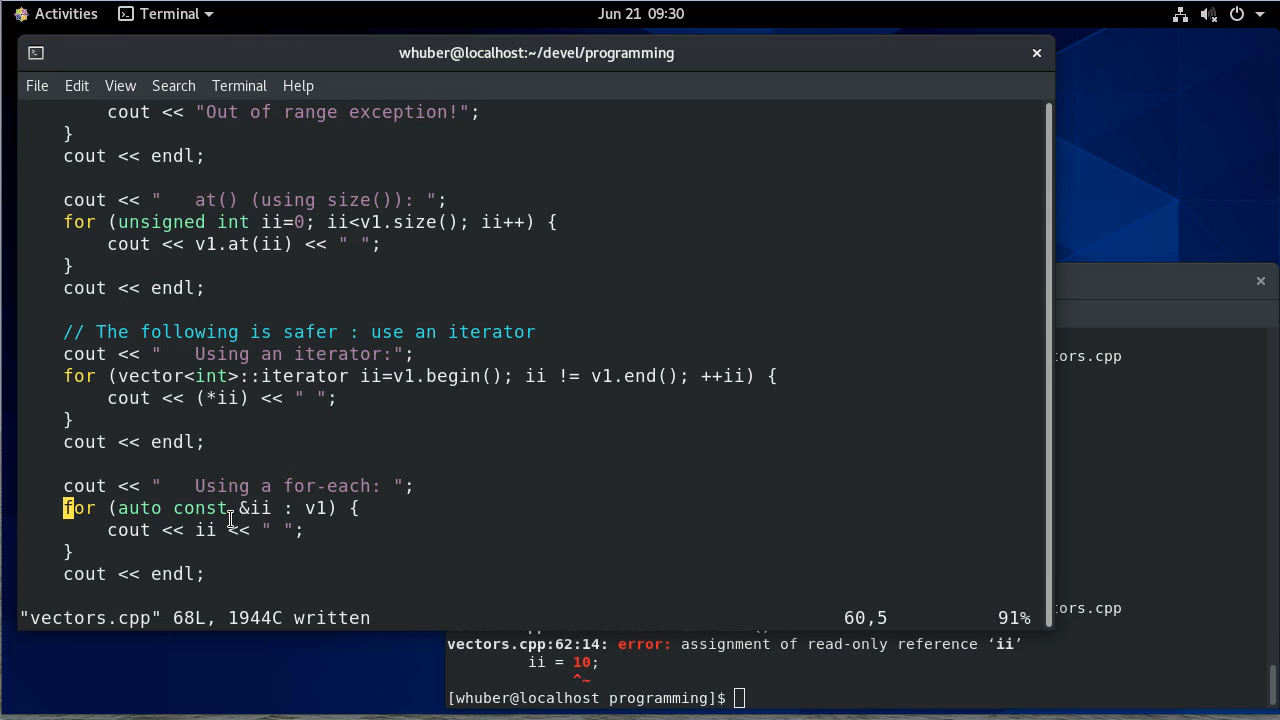 Activities Terminal Jun 21 09:30
whuber@localhost:~/devel/programming
File Edit View Search Terminal Help
        cout << "Out of range exception!";
    }
    cout << endl;

    cout << "   at() (using size()): ";
    for (unsigned int ii=0; ii<v1.size(); ii++) {
        cout << v1.at(ii) << " ";
    }
    cout << endl;

    // The following is safer : use an iterator
    cout << "   Using an iterator:";
    for (vector<int>::iterator ii=v1.begin(); ii != v1.end(); ++ii) {
        cout << (*ii) << " ";
    }
    cout << endl;

    cout << "   Using a for-each: ";
    for (auto const &ii : v1) {
        cout << ii << " ";
    }
    cout << endl;
"vectors.cpp" 68L, 1944C written 60,5 91%
tors.cpp
tors.cpp
vectors.cpp:62:14: error: assignment of read-only reference ‘ii’
        ii = 10;
            ^~
[whuber@localhost programming]$